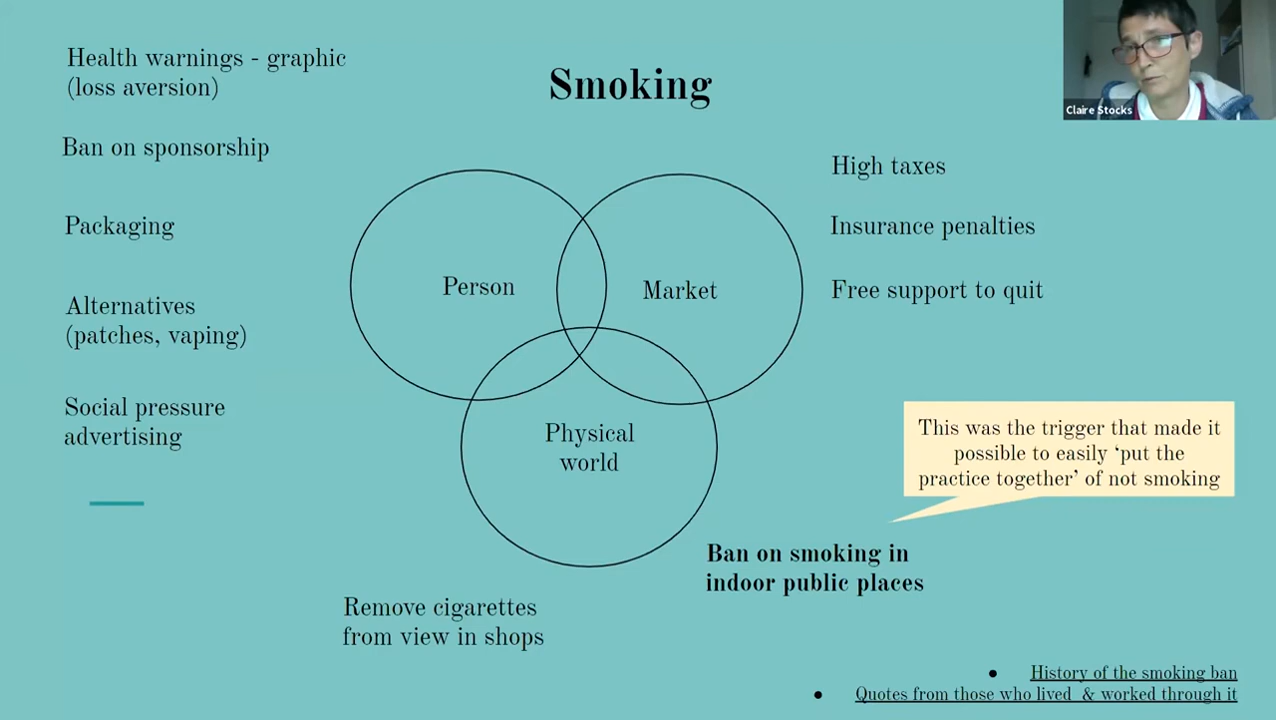 Health warnings - graphic
(loss aversion)
Smoking
Claire Stocks
Ban on sponsorship
High taxes
Packaging
Insurance penalties
Person
Market
Free support to quit
Alternatives
(patches, vaping)
Social pressure
advertising
Physical
world
This was the trigger that made it
possible to easily ‘put the
practice together’ of not smoking
Ban on smoking in
indoor public places
Remove cigarettes
from view in shops
● History of the smoking ban
● Quotes from those who lived & worked through it